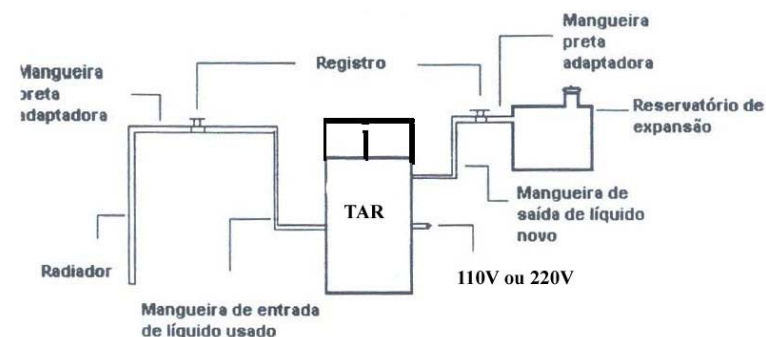 Mangueira
preta
adaptadora
Registro
Mangueira
preta
adaptadora
Reservatório de
expansão
TAR
Mangueira de
saída de líquido
novo
Radiador
110V ou 220V
Mangueira de entrada
de líquido usado